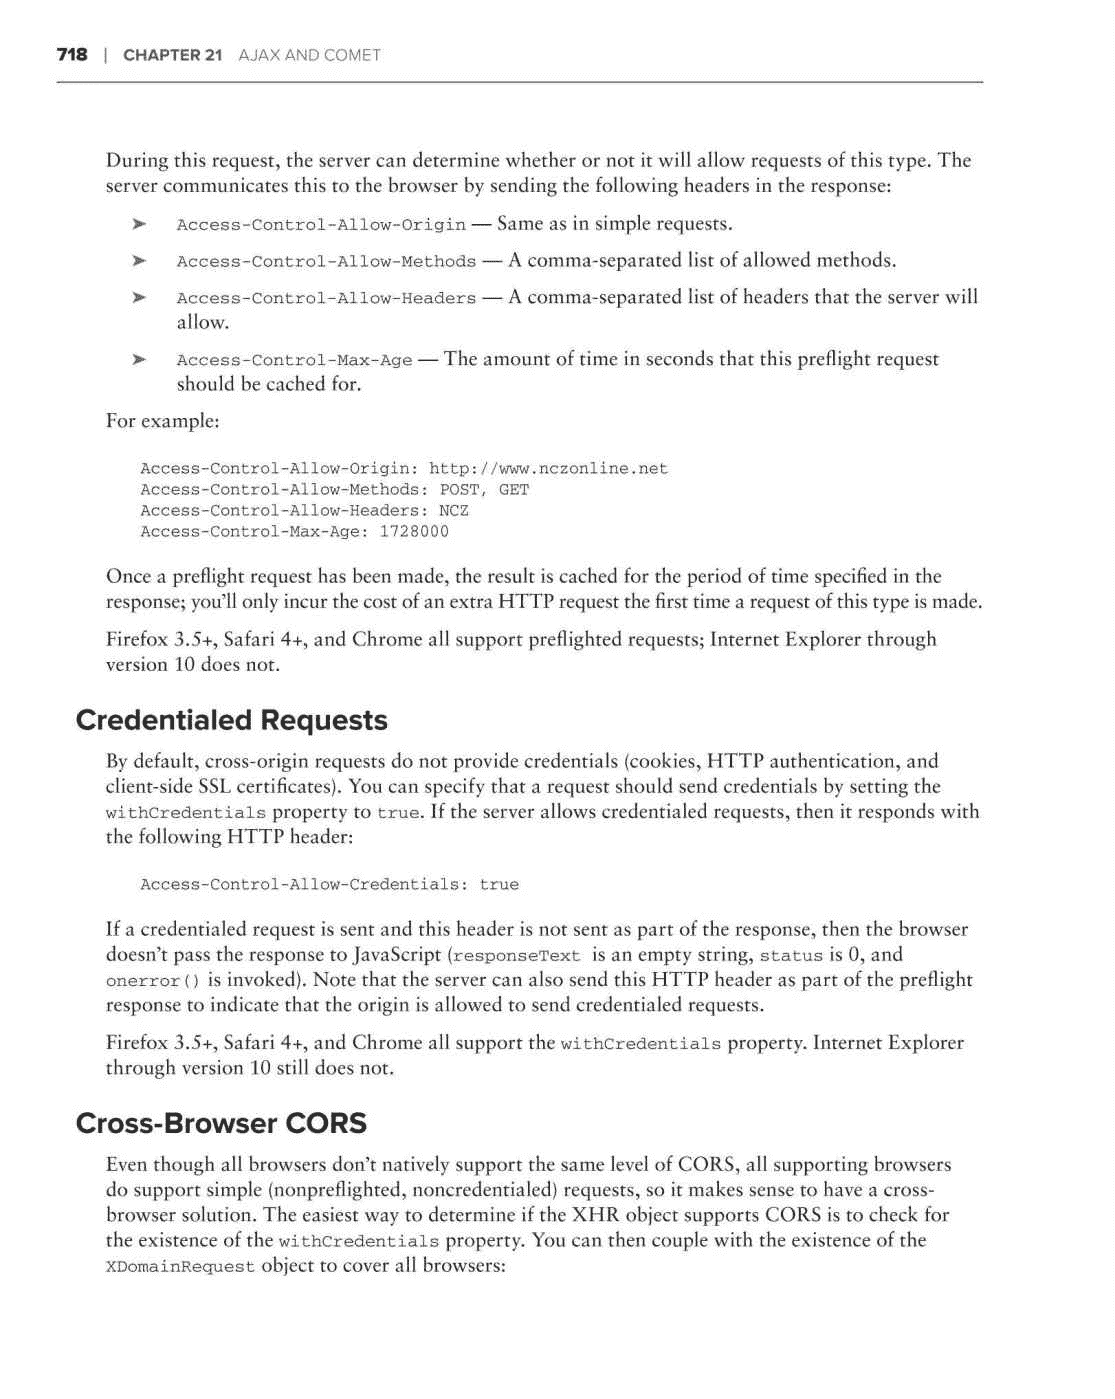 718 | CHAPTER 21 AJAX AND COMET
During this request, the server can determine whether or not it will allow requests of this type. The
server communicates this to the browser by sending the following headers in the response:
➤ Access-Control-Allow-Origin — Same as in simple requests.
➤ Access-Control-Allow-Methods — A comma-separated list of allowed methods.
➤ Access-Control-Allow-Headers — A comma-separated list of headers that the server will
allow.
➤ Access-Control-Max-Age — The amount of time in seconds that this preflight request
should be cached for.
For example:
Access-Control-Allow-Origin: http://www.nczonline.net
Access-Control-Allow-Methods: POST, GET
Access-Control-Allow-Headers: NCZ
Access-Control-Max-Age: 1728000
Once a preflight request has been made, the result is cached for the period of time specified in the
response; you'll only incur the cost of an extra HTTP request the first time a request of this type is made.
Firefox 3.5+, Safari 4+, and Chrome all support preflighted requests; Internet Explorer through
version 10 does not.
Credentialed Requests
By default, cross-origin requests do not provide credentials (cookies, HTTP authentication, and
client-side SSL certificates). You can specify that a request should send credentials by setting the
withCredentials property to true. If the server allows credentialed requests, then it responds with
the following HTTP header:
Access-Control-Allow-Credentials: true
If a credentialed request is sent and this header is not sent as part of the response, then the browser
doesn't pass the response to JavaScript (responseText is an empty string, status is 0, and
onerror() is invoked). Note that the server can also send this HTTP header as part of the preflight
response to indicate that the origin is allowed to send credentialed requests.
Firefox 3.5+, Safari 4+, and Chrome all support the withCredentials property. Internet Explorer
through version 10 still does not.
Cross-Browser CORS
Even though all browsers don't natively support the same level of CORS, all supporting browsers
do support simple (nonpreflighted, noncredentialed) requests, so it makes sense to have a cross-
browser solution. The easiest way to determine if the XHR object supports CORS is to check for
the existence of the withCredentials property. You can then couple with the existence of the
XDomainRequest object to cover all browsers: